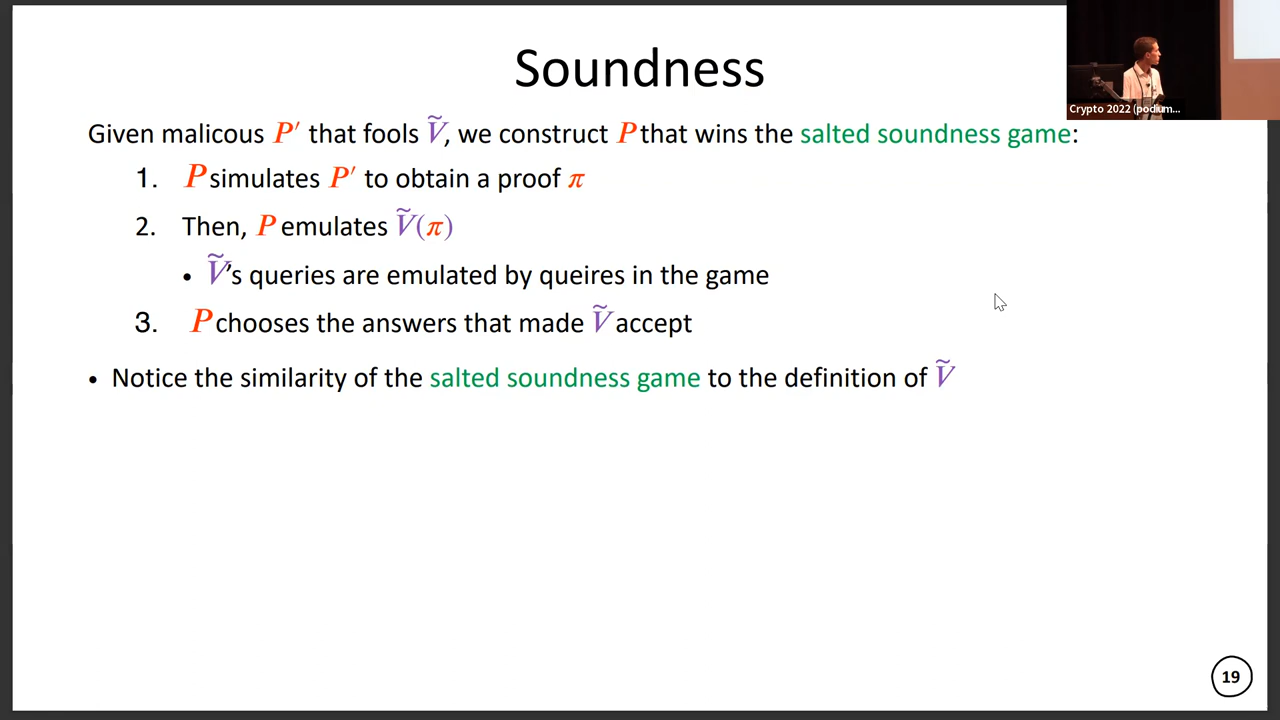 Soundness
Crypto 2022 (podium...
Given malicous P′ that fools Ṽ, we construct P that wins the salted soundness game:
1. P simulates P′ to obtain a proof π
2. Then, P emulates Ṽ(π)
• Ṽ's queries are emulated by queires in the game
3. P chooses the answers that made Ṽ accept
• Notice the similarity of the salted soundness game to the definition of Ṽ
19